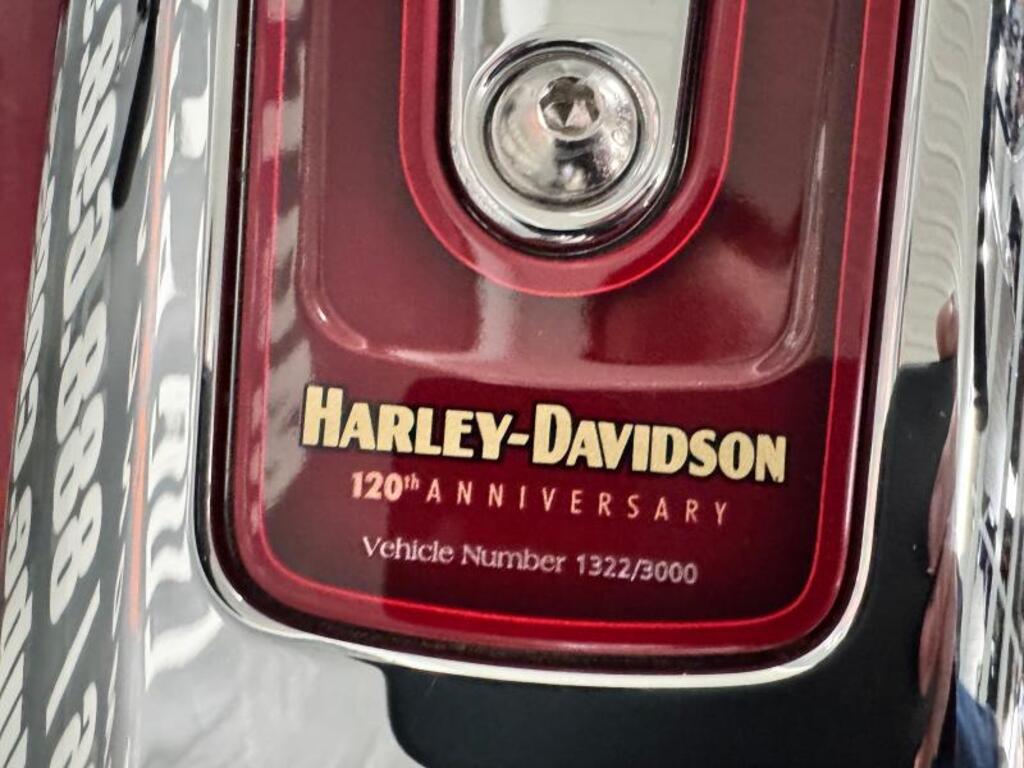 HARLEY-DAVIDSON
120th ANNIVERSARY
Vehicle Number 1322/3000